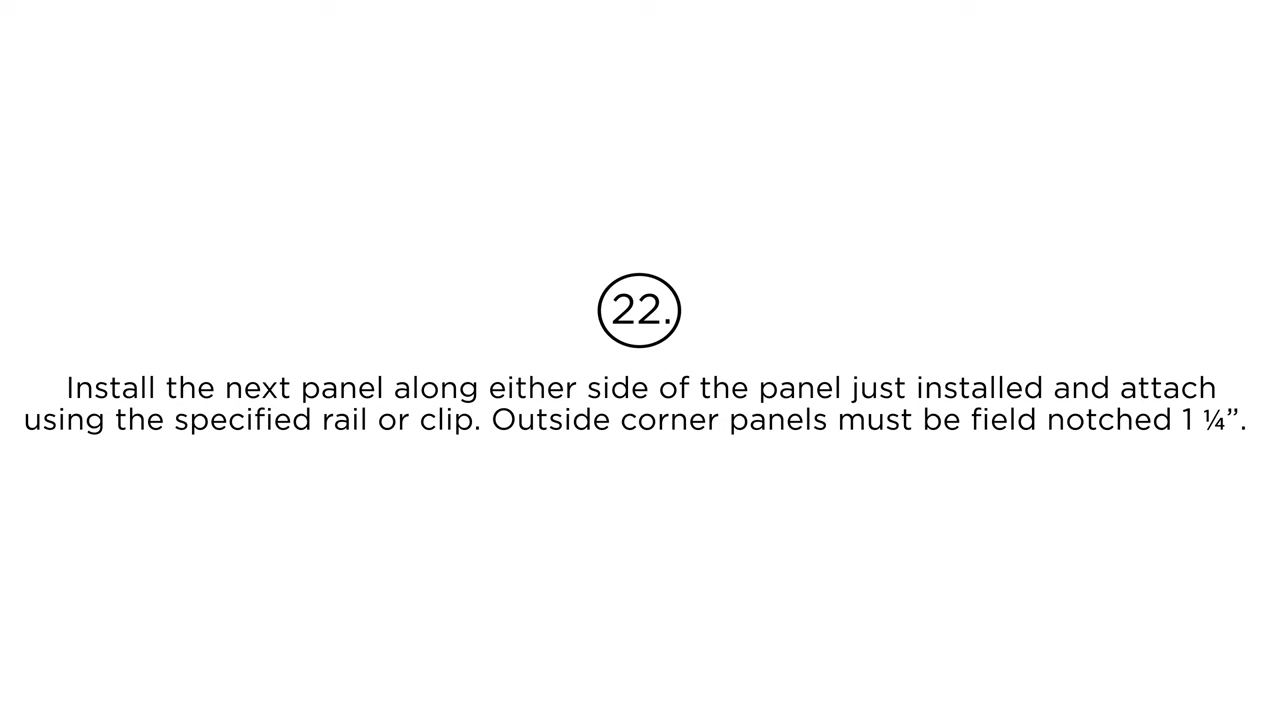 22.
Install the next panel along either side of the panel just installed and attach
using the specified rail or clip. Outside corner panels must be field notched 1 ¼”.